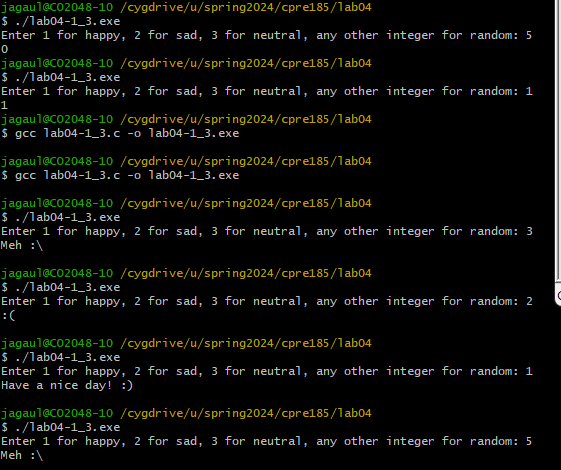 jagaul@CO2048-10 /cygdrive/u/spring2024/cpre185/lab04
$ ./lab04-1_3.exe
Enter 1 for happy, 2 for sad, 3 for neutral, any other integer for random: 5
0
jagaul@CO2048-10 /cygdrive/u/spring2024/cpre185/lab04
$ ./lab04-1_3.exe
Enter 1 for happy, 2 for sad, 3 for neutral, any other integer for random: 1
1
jagaul@CO2048-10 /cygdrive/u/spring2024/cpre185/lab04
$ gcc lab04-1_3.c -o lab04-1_3.exe
jagaul@CO2048-10 /cygdrive/u/spring2024/cpre185/lab04
$ gcc lab04-1_3.c -o lab04-1_3.exe
jagaul@CO2048-10 /cygdrive/u/spring2024/cpre185/lab04
$ ./lab04-1_3.exe
Enter 1 for happy, 2 for sad, 3 for neutral, any other integer for random: 3
Meh :\
jagaul@CO2048-10 /cygdrive/u/spring2024/cpre185/lab04
$ ./lab04-1_3.exe
Enter 1 for happy, 2 for sad, 3 for neutral, any other integer for random: 2
:(
jagaul@CO2048-10 /cygdrive/u/spring2024/cpre185/lab04
$ ./lab04-1_3.exe
Enter 1 for happy, 2 for sad, 3 for neutral, any other integer for random: 1
Have a nice day! :)
jagaul@CO2048-10 /cygdrive/u/spring2024/cpre185/lab04
$ ./lab04-1_3.exe
Enter 1 for happy, 2 for sad, 3 for neutral, any other integer for random: 5
Meh :\